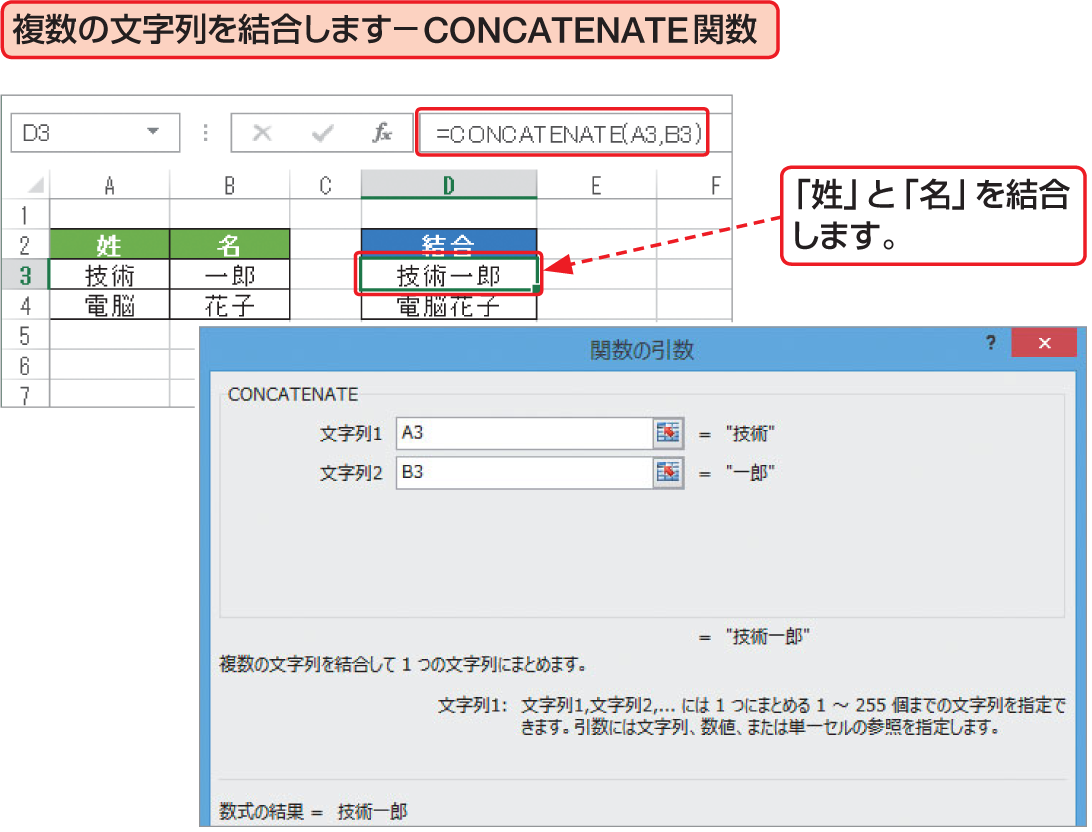 複数の文字列を結合します－CONCATENATE関数
D3
fx
=CONCATENATE(A3,B3)
A B C D E F
1
2 姓 名 結合
3 技術 一郎 技術一郎
4 電脳 花子 電脳花子
5
6
7
「姓」と「名」を結合
します。
関数の引数
?
CONCATENATE
文字列1 A3 = "技術"
文字列2 B3 = "一郎"
= "技術一郎"
複数の文字列を結合して 1 つの文字列にまとめます。
文字列1: 文字列1,文字列2,... には 1 つにまとめる 1 ～ 255 個までの文字列を指定で
きます。引数には文字列、数値、または単一セルの参照を指定します。
数式の結果 = 技術一郎